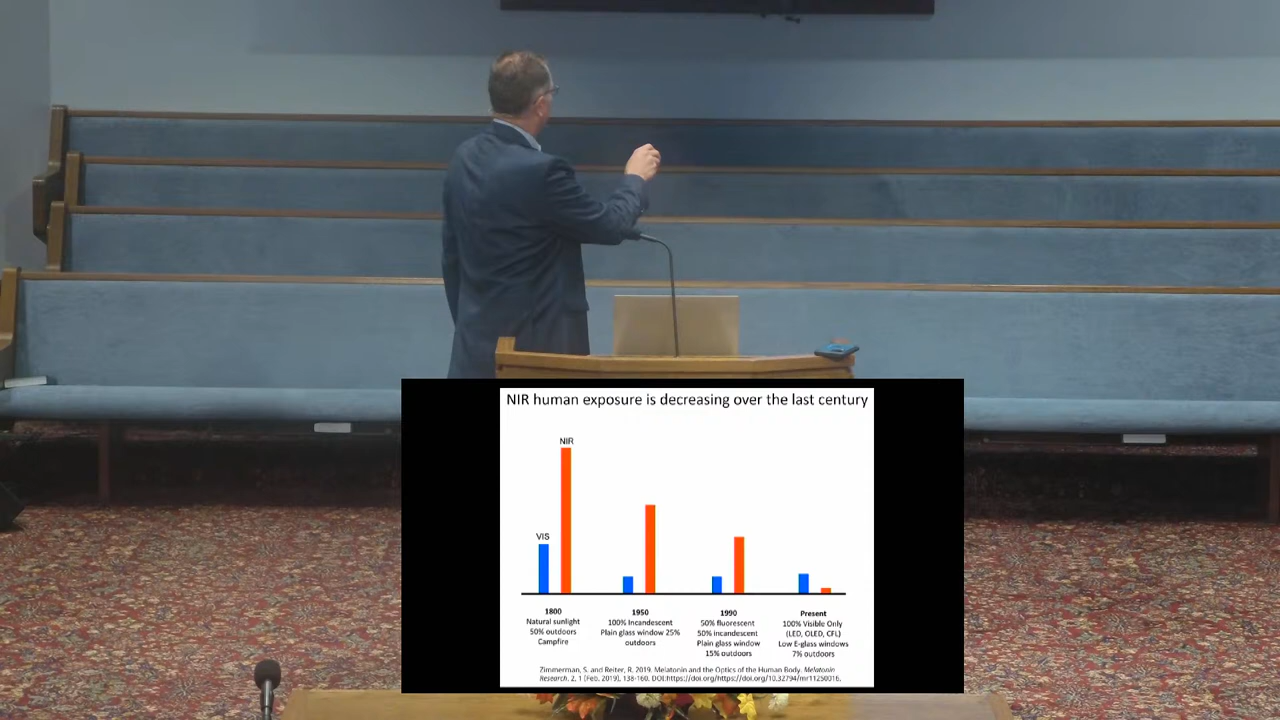 NIR human exposure is decreasing over the last century
NIR
VIS
1800
Natural sunlight
50% outdoors
Campfire
1950
100% Incandescent
Plain glass window 25%
outdoors
1990
50% fluorescent
50% incandescent
Plain glass window
15% outdoors
Present
100% Visible Only
(LED, OLED, CFL)
Low E-glass windows
7% outdoors
Zimmerman, S. and Reiter, R. 2019. Melatonin and the Optics of the Human Body. Melatonin
Research. 2, 1 (Feb. 2019), 138-160. DOI:https://doi.org/https://doi.org/10.32794/mr11250016.